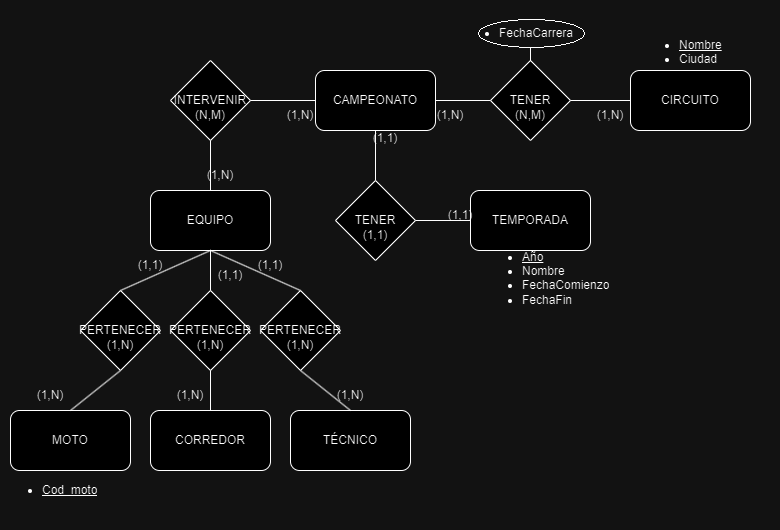 FechaCarrera
Nombre
Ciudad
INTERVENIR
(N,M)
(1,N)
CAMPEONATO
(1,N)
TENER
(N,M)
(1,N)
CIRCUITO
(1,1)
(1,N)
EQUIPO
TENER
(1,1)
(1,1)
TEMPORADA
Año
Nombre
FechaComienzo
FechaFin
(1,1)
(1,1)
(1,1)
PERTENECER
(1,N)
PERTENECER
(1,N)
PERTENECER
(1,N)
(1,N)
(1,N)
(1,N)
MOTO
CORREDOR
TÉCNICO
Cod_moto